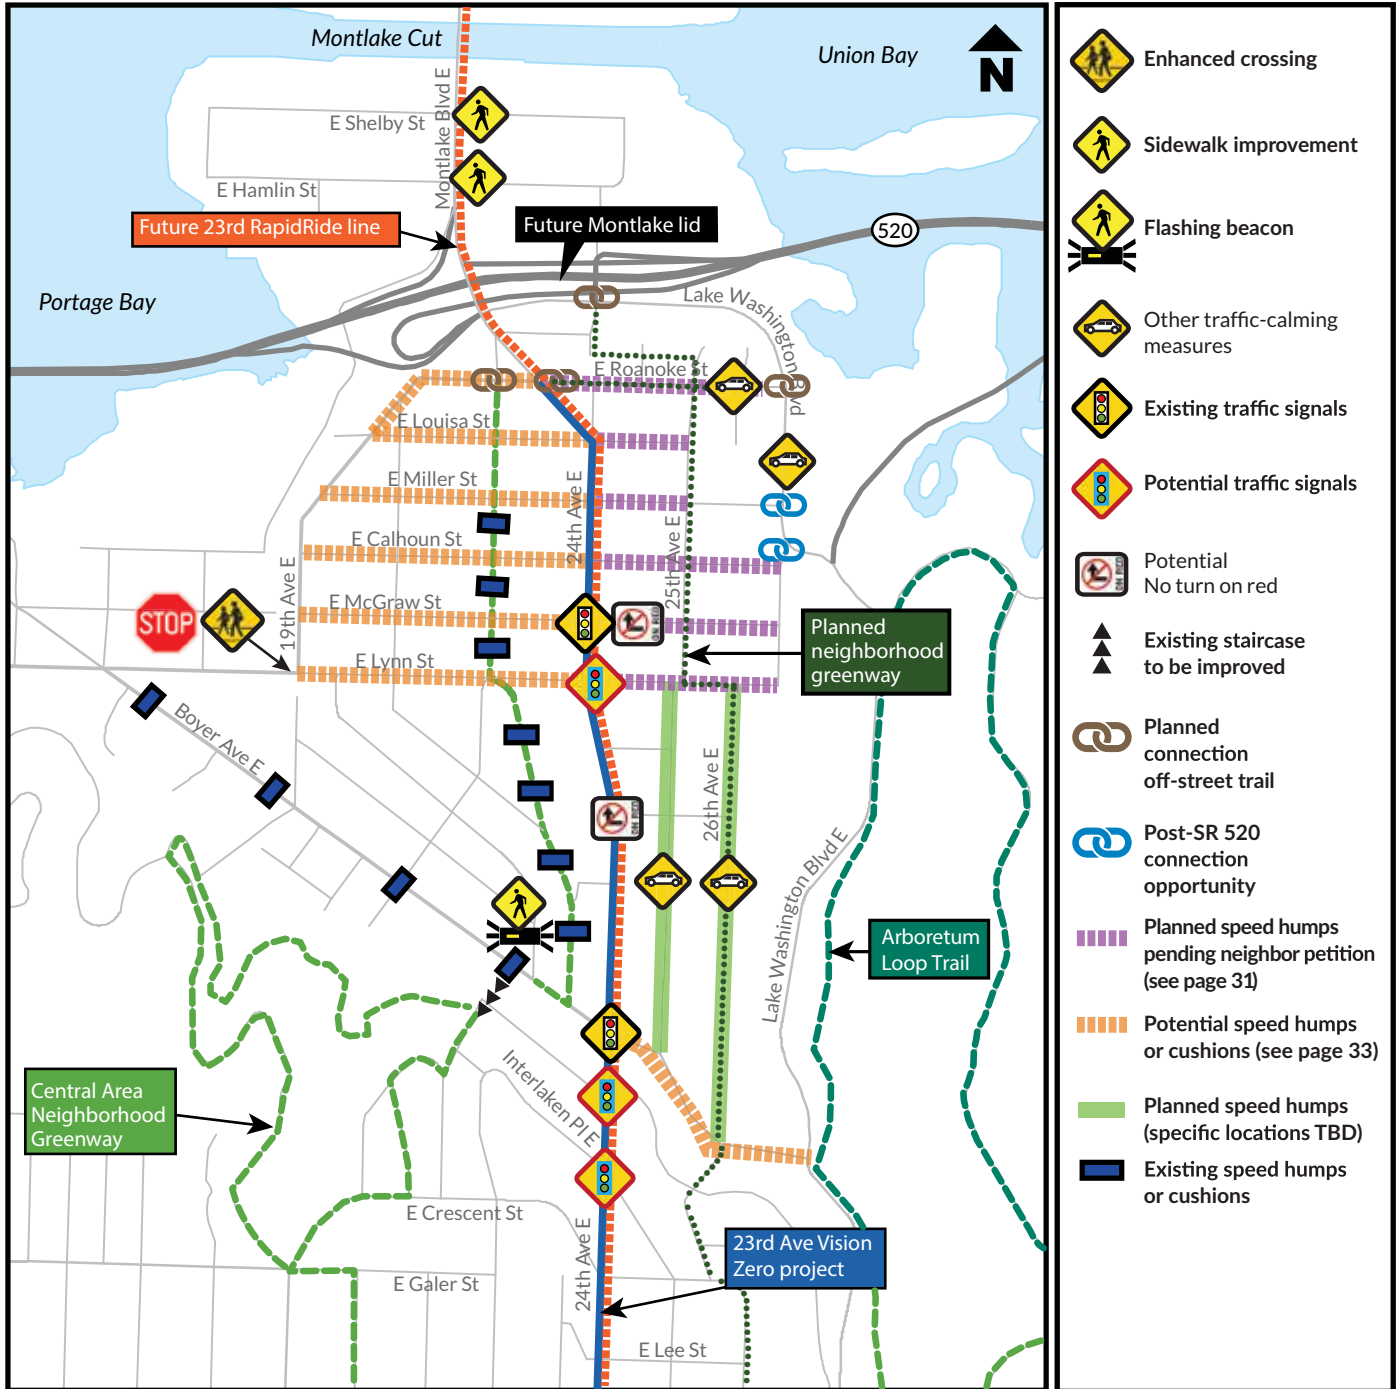 Montlake Cut
Union Bay
N
Montlake Blvd E
E Shelby St
E Hamlin St
Future 23rd RapidRide line
Future Montlake lid
520
Portage Bay
Lake Washington Blvd
E Roanoke St
E Louisa St
E Miller St
24th Ave E
E Calhoun St
25th Ave E
19th Ave E
E McGraw St
STOP
ON RED
Planned
neighborhood
greenway
E Lynn St
Boyer Ave E
26th Ave E
ON RED
Lake Washington Blvd E
Arboretum
Loop Trail
Interlaken Pl E
Central Area
Neighborhood
Greenway
E Crescent St
24th Ave E
23rd Ave Vision
Zero project
E Galer St
E Lee St
Enhanced crossing
Sidewalk improvement
Flashing beacon
Other traffic-calming
measures
Existing traffic signals
Potential traffic signals
ON RED
Potential
No turn on red
Existing staircase
to be improved
Planned
connection
off-street trail
Post-SR 520
connection
opportunity
Planned speed humps
pending neighbor petition
(see page 31)
Potential speed humps
or cushions (see page 33)
Planned speed humps
(specific locations TBD)
Existing speed humps
or cushions